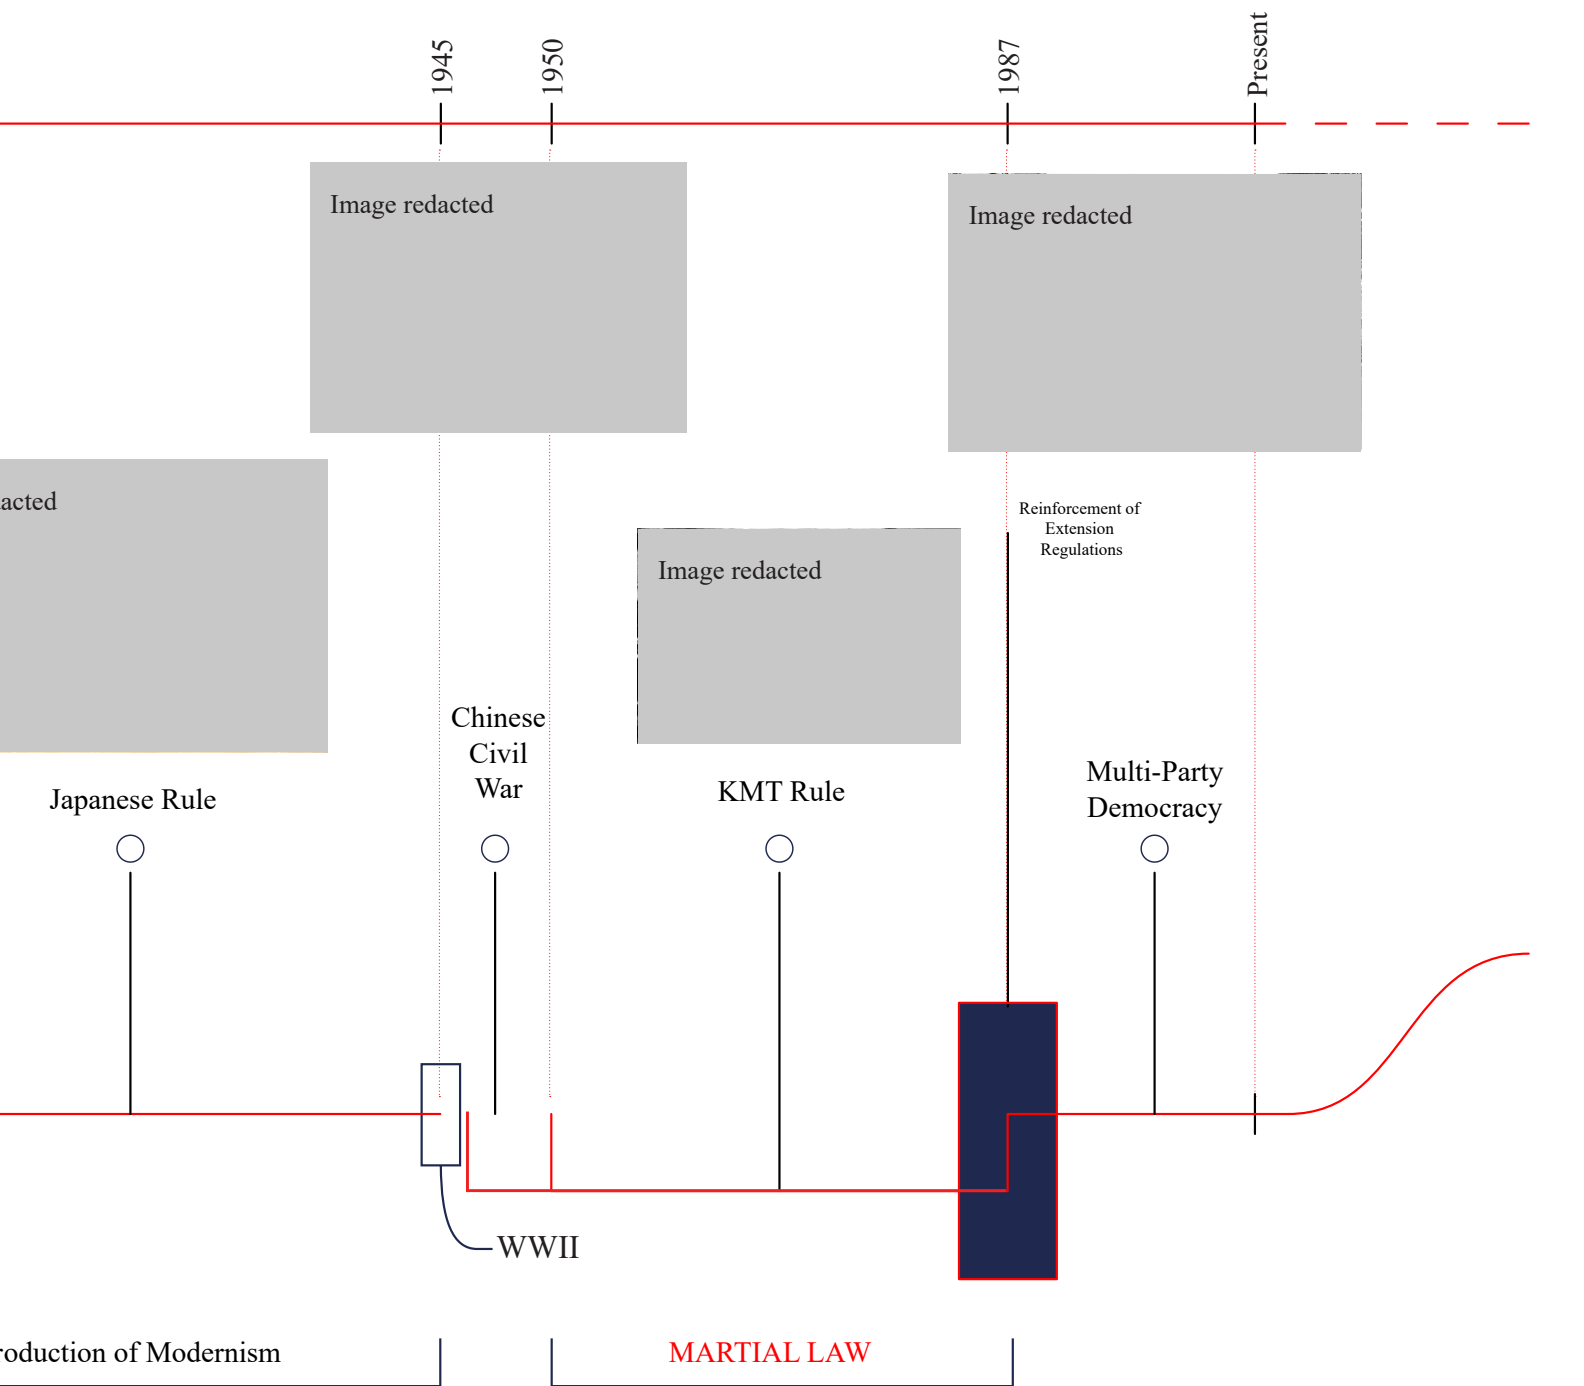 1945
1950
1987
Present
Image redacted
Image redacted
acted
Image redacted
Reinforcement of
Extension
Regulations
Chinese
Civil
War
Japanese Rule
KMT Rule
Multi-Party
Democracy
WWII
roduction of Modernism
MARTIAL LAW